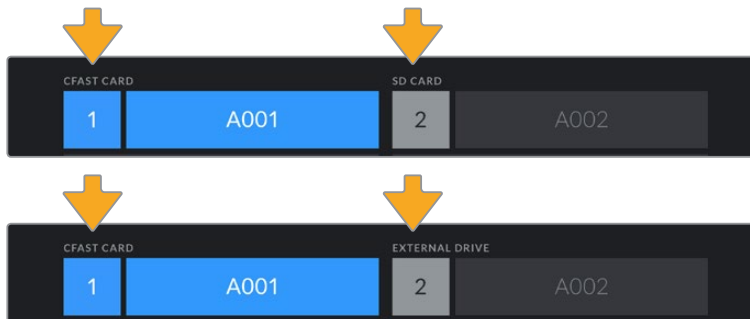 CFAST CARD SD CARD
1 A001 2 A002
CFAST CARD EXTERNAL DRIVE
1 A001 2 A002